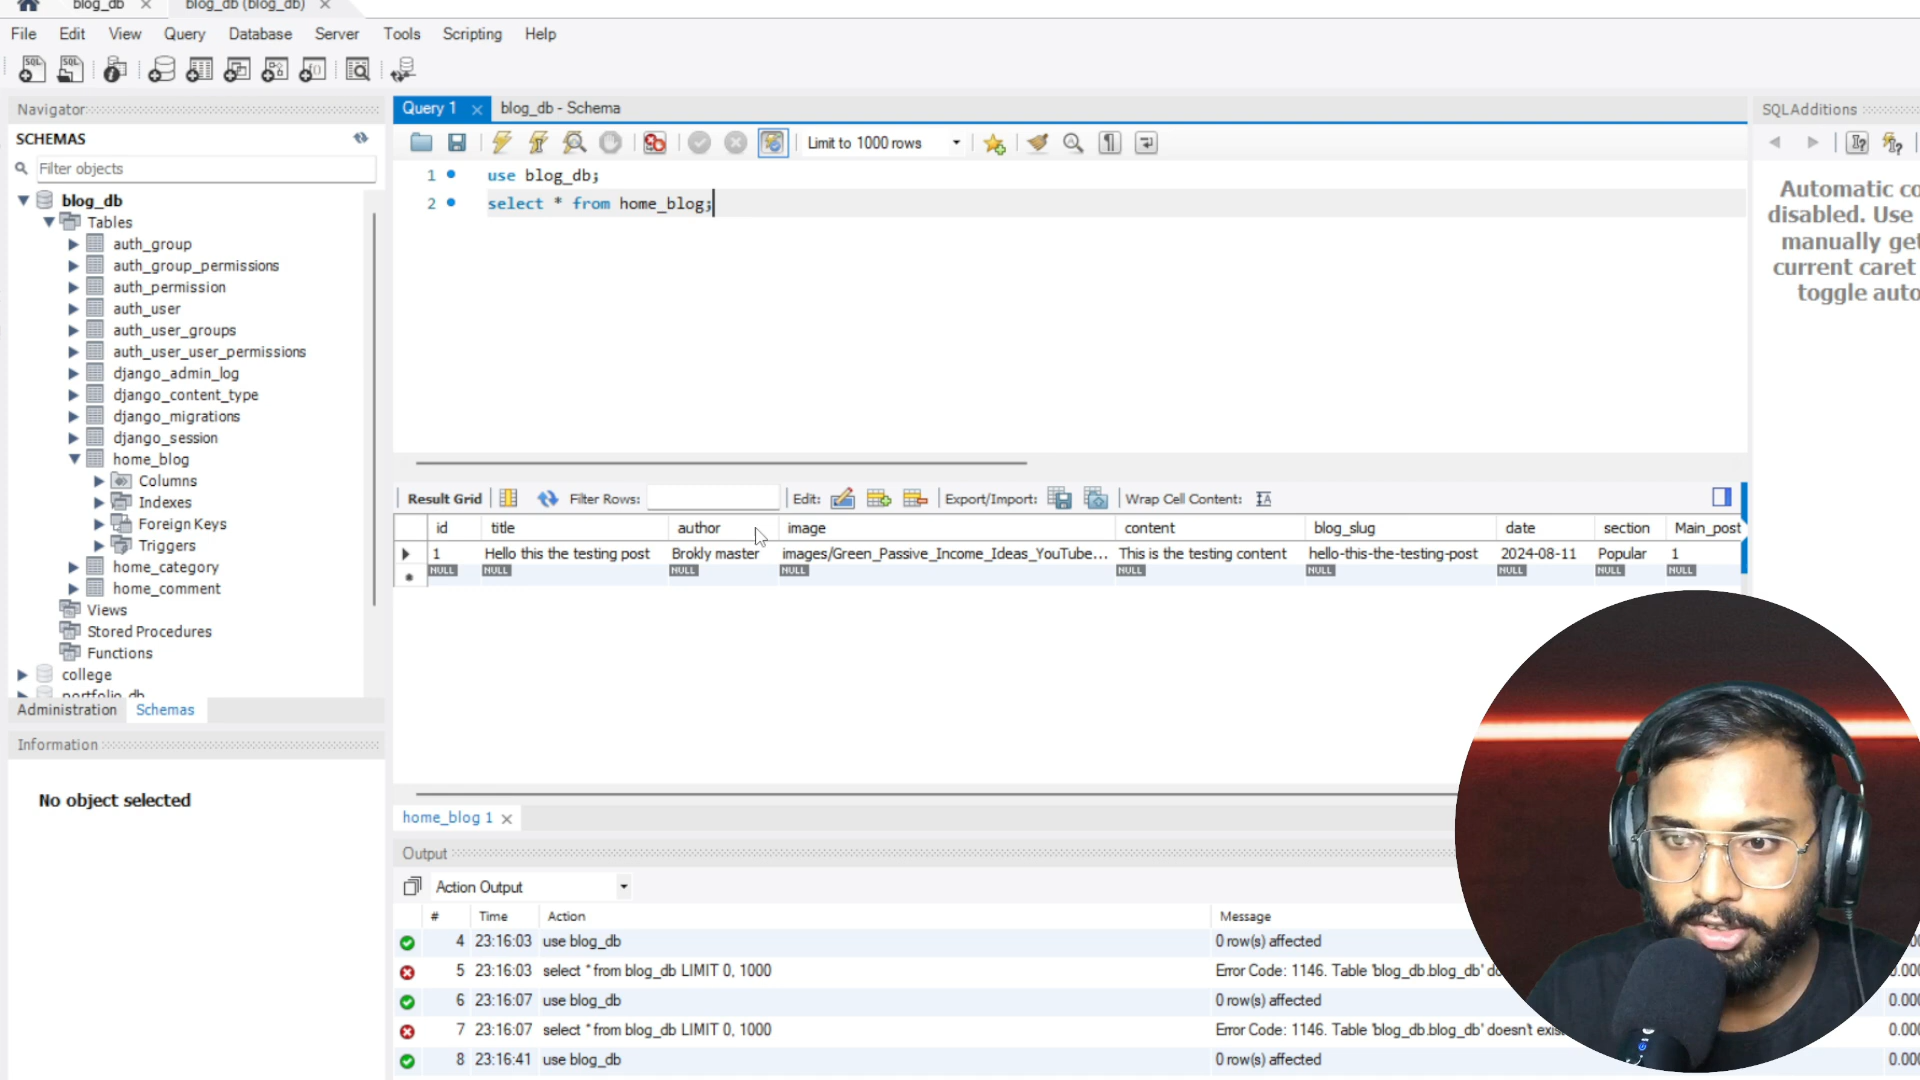 blog_db
blog_db (blog_db)
File Edit View Query Database Server Tools Scripting Help
SQL SQL
Navigator
SCHEMAS
Filter objects
blog_db
Tables
auth_group
auth_group_permissions
auth_permission
auth_user
auth_user_groups
auth_user_user_permissions
django_admin_log
django_content_type
django_migrations
django_session
home_blog
Columns
Indexes
Foreign Keys
Triggers
home_category
home_comment
Views
Stored Procedures
Functions
college
portfolio_db
Administration Schemas
Information
No object selected
Query 1 blog_db - Schema
Limit to 1000 rows
1 use blog_db;
2 select * from home_blog;
Result Grid Filter Rows: Edit: Export/Import: Wrap Cell Content:
id title author image content blog_slug date section Main_post
1 Hello this the testing post Brokly master images/Green_Passive_Income_Ideas_YouTube... This is the testing content hello-this-the-testing-post 2024-08-11 Popular 1
NULL NULL NULL NULL NULL NULL NULL NULL NULL
home_blog 1
Output
Action Output
# Time Action Message
4 23:16:03 use blog_db 0 row(s) affected
5 23:16:03 select * from blog_db LIMIT 0, 1000 Error Code: 1146. Table 'blog_db.blog_db'
6 23:16:07 use blog_db 0 row(s) affected 0.00
7 23:16:07 select * from blog_db LIMIT 0, 1000 Error Code: 1146. Table 'blog_db.blog_db' doesn't 0.00
8 23:16:41 use blog_db 0 row(s) affected 0.00
SQLAdditions
Automatic
disabled. Use
manually
current caret
toggle